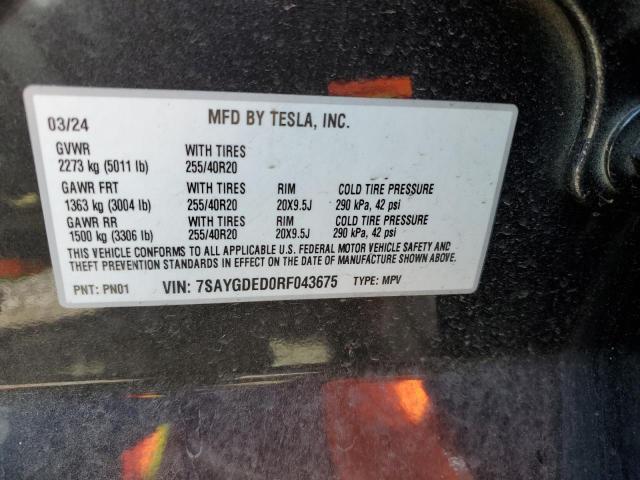 03/24 MFD BY TESLA, INC.
GVWR WITH TIRES
2273 kg (5011 lb) 255/40R20
GAWR FRT WITH TIRES RIM COLD TIRE PRESSURE
1363 kg (3004 lb) 255/40R20 20X9.5J 290 kPa, 42 psi
GAWR RR WITH TIRES RIM COLD TIRE PRESSURE
1500 kg (3306 lb) 255/40R20 20X9.5J 290 kPa, 42 psi
THIS VEHICLE CONFORMS TO ALL APPLICABLE U.S. FEDERAL MOTOR VEHICLE SAFETY AND
THEFT PREVENTION STANDARDS IN EFFECT ON THE DATE OF MANUFACTURE SHOWN ABOVE.
PNT: PN01 VIN: 7SAYGDED0RF043675 TYPE: MPV